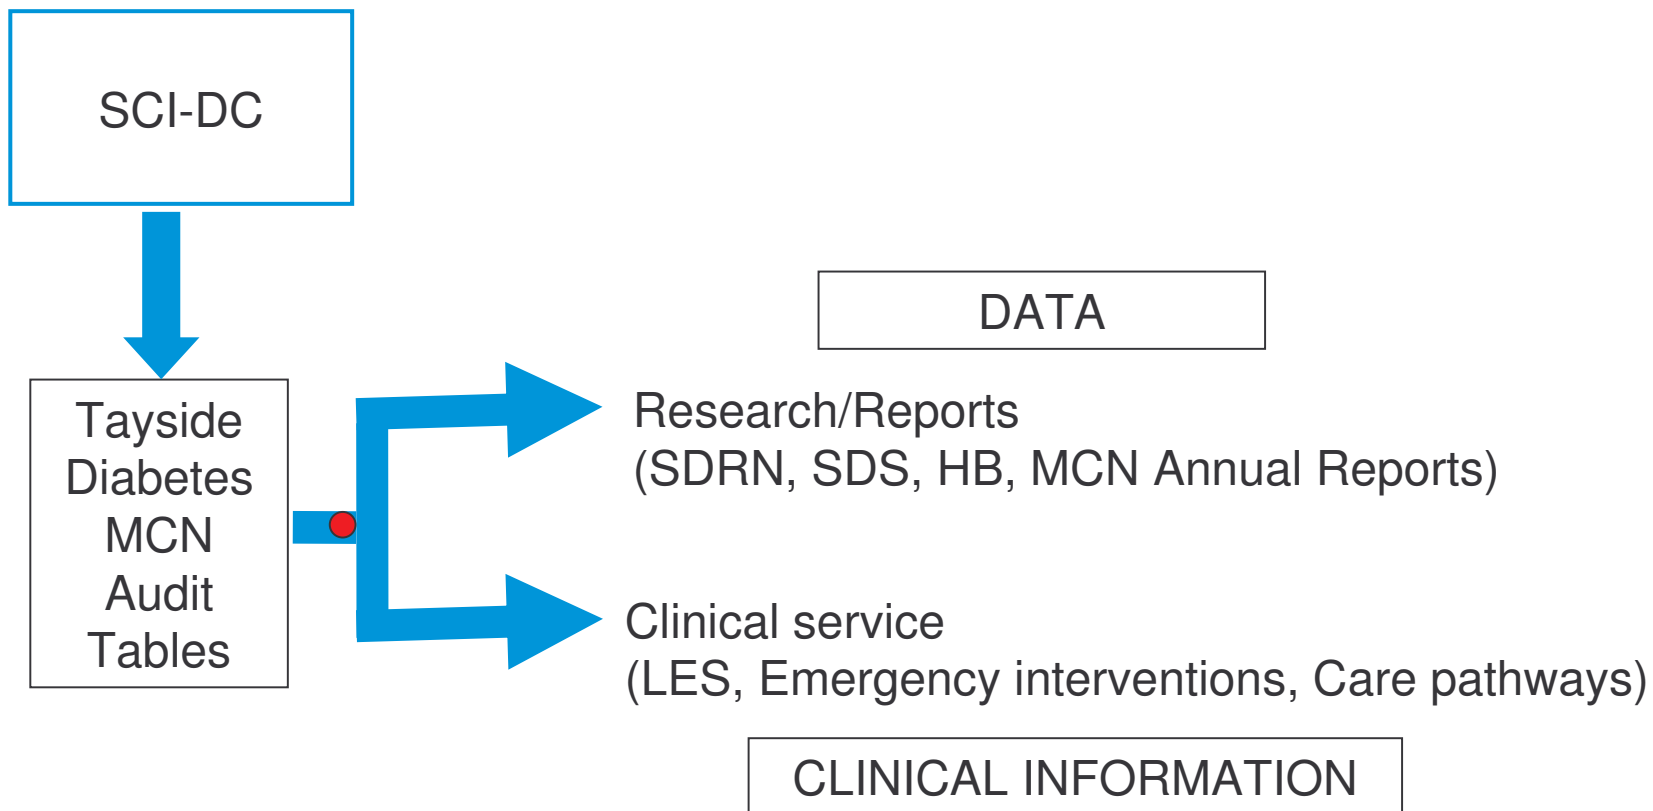 SCI-DC
DATA
Tayside
Diabetes
MCN
Audit
Tables
Research/Reports
(SDRN, SDS, HB, MCN Annual Reports)
Clinical service
(LES, Emergency interventions, Care pathways)
CLINICAL INFORMATION